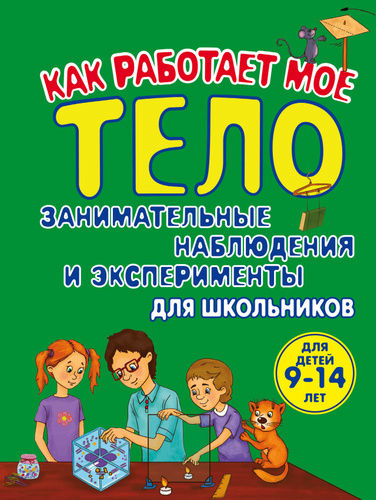 КАК РАБОТАЕТ МОЕ
ТЕЛО
ЗАНИМАТЕЛЬНЫЕ
НАБЛЮДЕНИЯ
И ЭКСПЕРИМЕНТЫ
ДЛЯ ШКОЛЬНИКОВ
ДЛЯ
ДЕТЕЙ
9-14
ЛЕТ